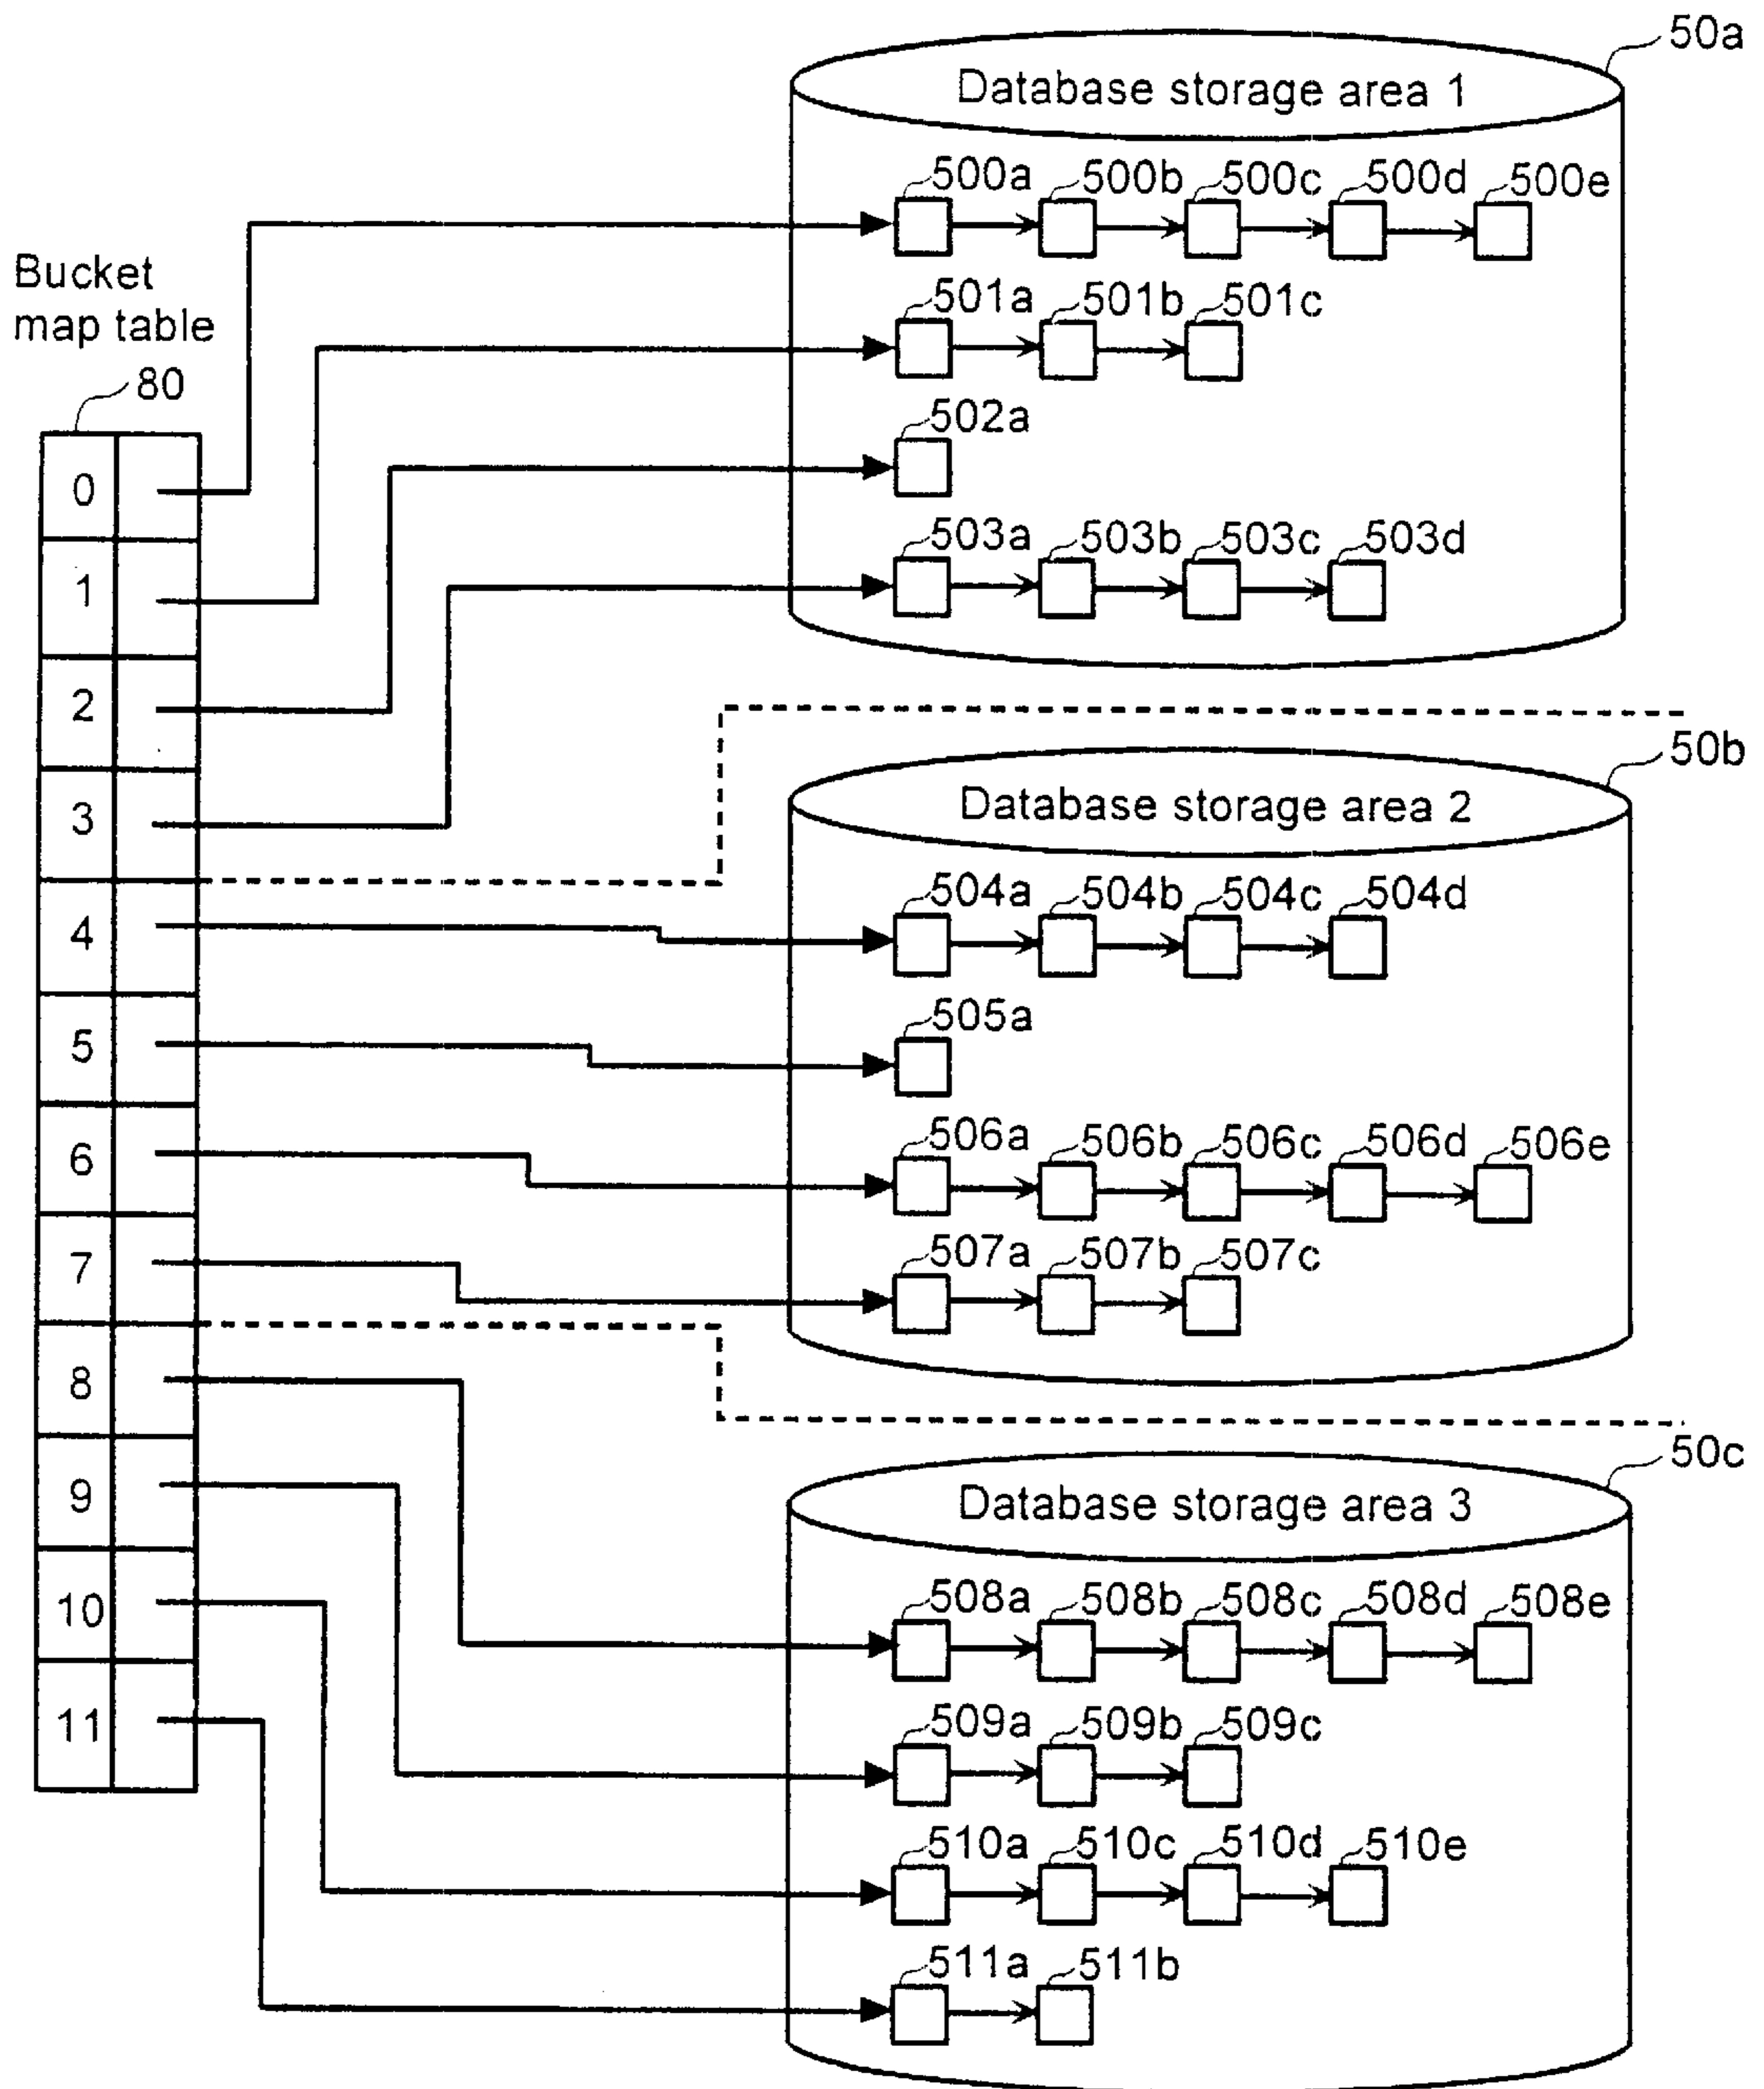 50a
Database storage area 1
500a 500b 500c 500d 500e
Bucket
map table
80
501a 501b 501c
502a
503a 503b 503c 503d
0
1
2
3
4
5
6
7
8
9
10
11
50b
Database storage area 2
504a 504b 504c 504d
505a
506a 506b 506c 506d 506e
507a 507b 507c
50c
Database storage area 3
508a 508b 508c 508d 508e
509a 509b 509c
510a 510c 510d 510e
511a 511b